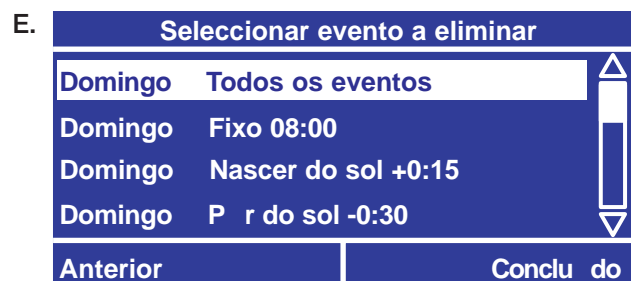 E.
Seleccionar evento a eliminar
Domingo Todos os eventos
Domingo Fixo 08:00
Domingo Nascer do sol +0:15
Domingo P r do sol -0:30
Anterior Conclu do